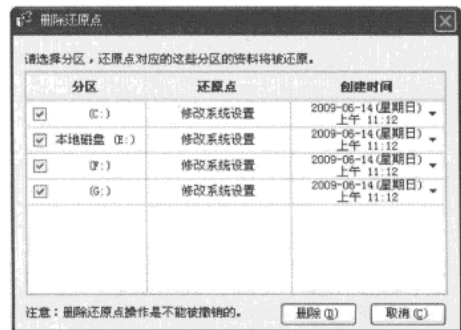 删除还原点
请选择分区，还原点对应的这些分区的资料将被还原。
分区 还原点 创建时间
(C:) 修改系统设置 2009-06-14(星期日) 上午 11:12
本地磁盘 (E:) 修改系统设置 2009-06-14(星期日) 上午 11:12
(F:) 修改系统设置 2009-06-14(星期日) 上午 11:12
(G:) 修改系统设置 2009-06-14(星期日) 上午 11:12
注意：删除还原点操作是不能被撤销的。 删除(D) 取消(C)